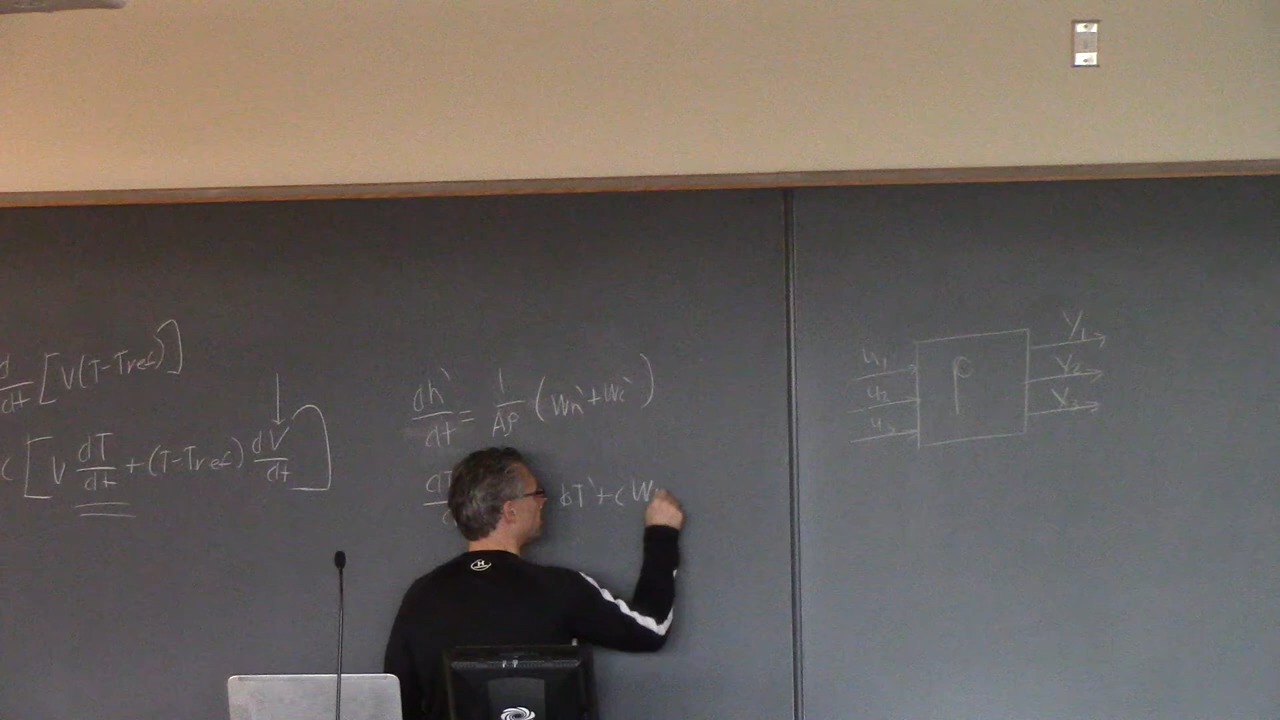 d/dt [V(T-Tref)]
C [V dT/dt + (T-Tref) dV/dt]
dh'/dt = 1/Aρ (Wh' + Wc')
bT' + c W
u1
u2
u3
P
Y1
Y2
Y3
H